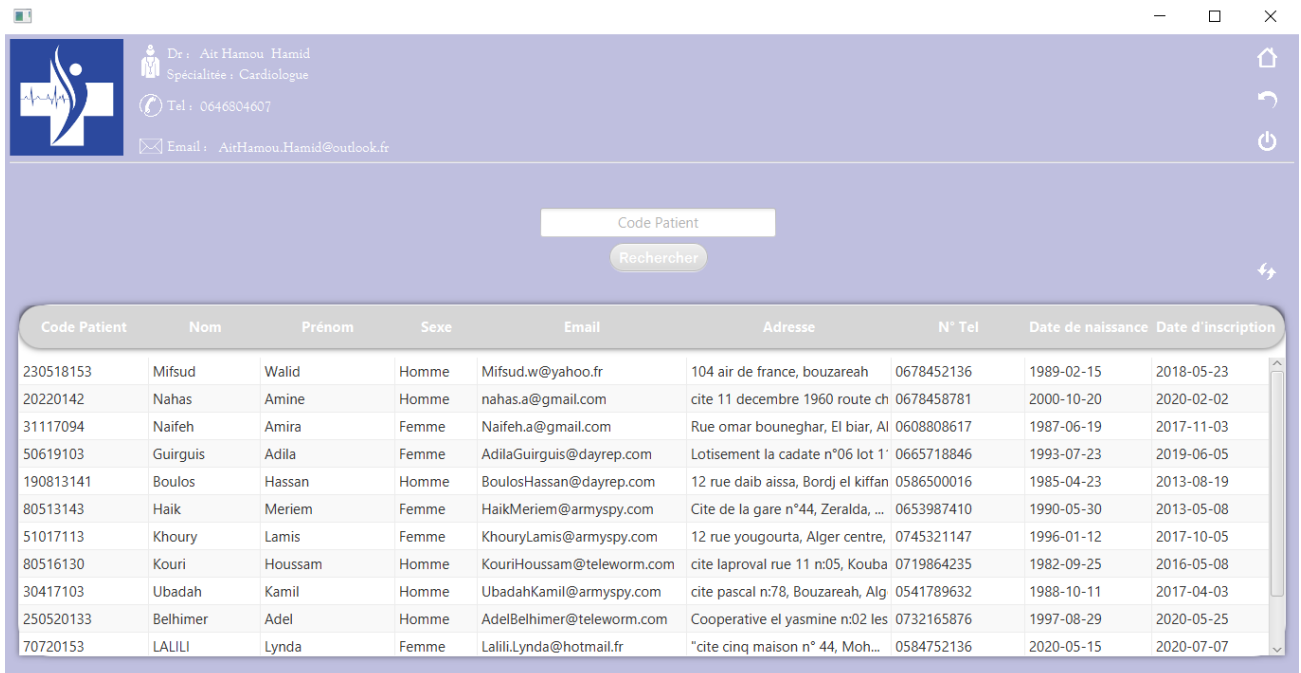 Dr : Ait Hamou Hamid
Spécialitée : Cardiologue
Tel : 0646804607
Email : AitHamou.Hamid@outlook.fr
Code Patient
Rechercher
Code Patient Nom Prénom Sexe Email Adresse N° Tel Date de naissance Date d'inscription
230518153 Mifsud Walid Homme Mifsud.w@yahoo.fr 104 air de france, bouzareah 0678452136 1989-02-15 2018-05-23
20220142 Nahas Amine Homme nahas.a@gmail.com cite 11 decembre 1960 route ch 0678458781 2000-10-20 2020-02-02
31117094 Naifeh Amira Femme Naifeh.a@gmail.com Rue omar bouneghar, El biar, Al 0608808617 1987-06-19 2017-11-03
50619103 Guirguis Adila Femme AdilaGuirguis@dayrep.com Lotisement la cadate n°06 lot 1 0665718846 1993-07-23 2019-06-05
190813141 Boulos Hassan Homme BoulosHassan@dayrep.com 12 rue daib aissa, Bordj el kiffan 0586500016 1985-04-23 2013-08-19
80513143 Haik Meriem Femme HaikMeriem@armyspy.com Cite de la gare n°44, Zeralda, ... 0653987410 1990-05-30 2013-05-08
51017113 Khoury Lamis Femme KhouryLamis@armyspy.com 12 rue yougourta, Alger centre, 0745321147 1996-01-12 2017-10-05
80516130 Kouri Houssam Homme KouriHoussam@teleworm.com cite laproval rue 11 n:05, Kouba 0719864235 1982-09-25 2016-05-08
30417103 Ubadah Kamil Homme UbadahKamil@armyspy.com cite pascal n:78, Bouzareah, Alg 0541789632 1988-10-11 2017-04-03
250520133 Belhimer Adel Homme AdelBelhimer@teleworm.com Cooperative el yasmine n:02 les 0732165876 1997-08-29 2020-05-25
70720153 LALILI Lynda Femme Lalili.Lynda@hotmail.fr "cite cinq maison n° 44, Moh... 0584752136 2020-05-15 2020-07-07